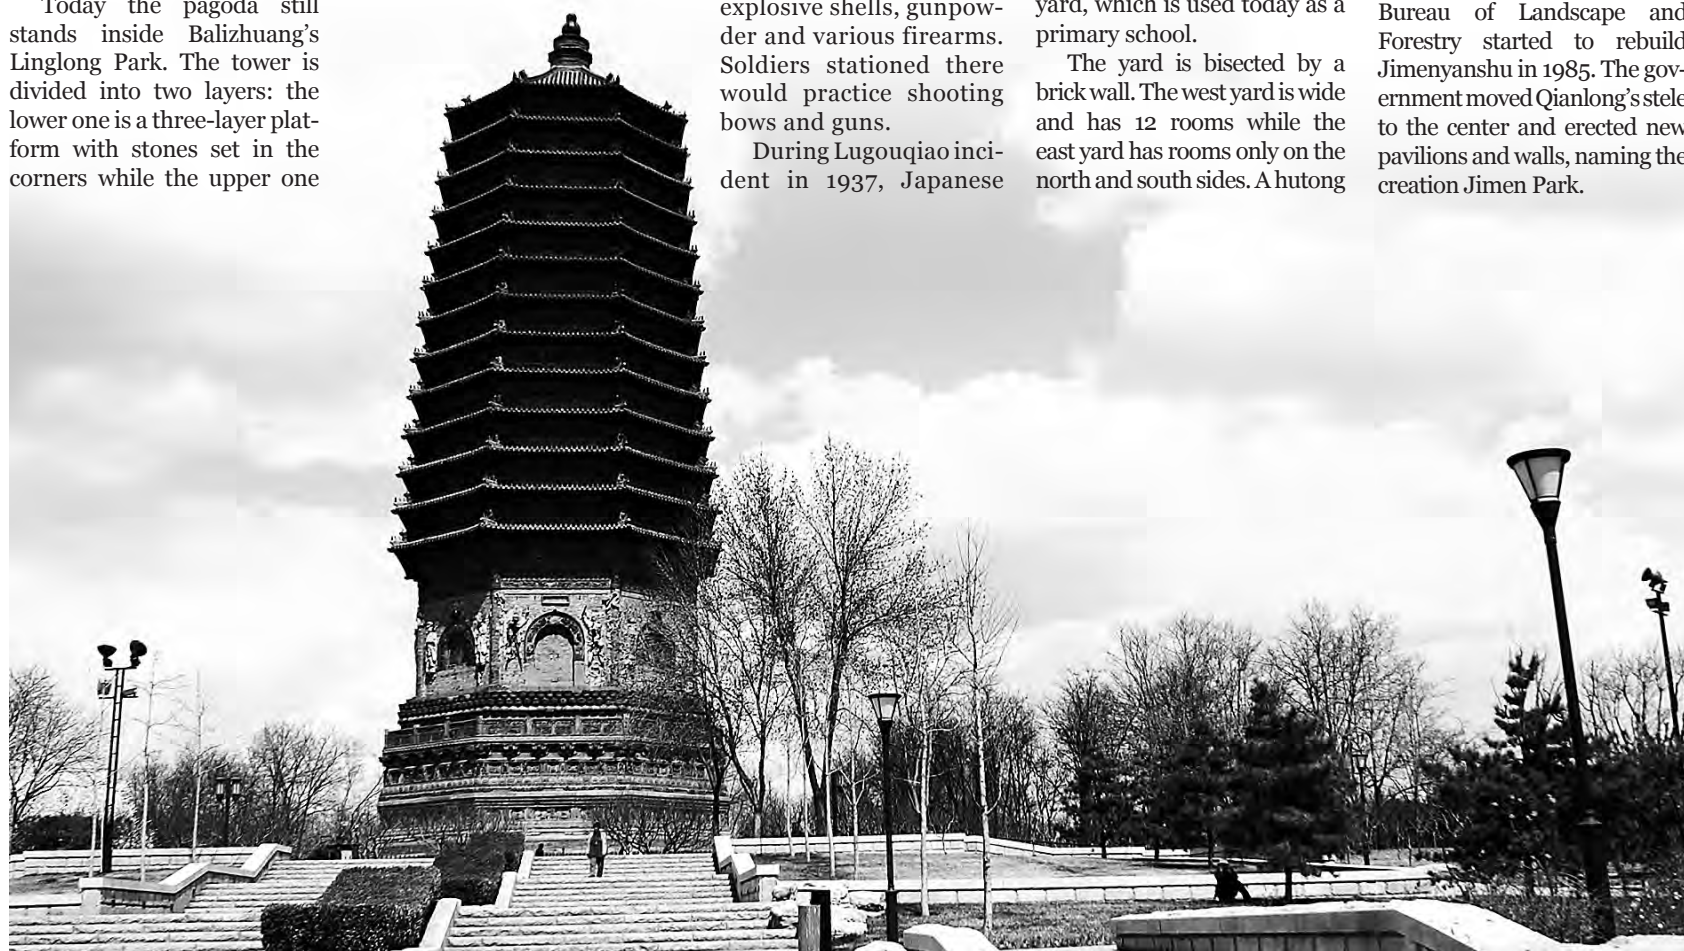 Today the pagoda still
stands inside Balizhuang's
Linglong Park. The tower is
divided into two layers: the
lower one is a three-layer plat-
form with stones set in the
corners while the upper one
explosive shells, gunpow-
der and various firearms.
Soldiers stationed there
would practice shooting
bows and guns.
During Lugouqiao inci-
dent in 1937, Japanese
yard, which is used today as a
primary school.
The yard is bisected by a
brick wall. The west yard is wide
and has 12 rooms while the
east yard has rooms only on the
north and south sides. A hutong
Bureau of Landscape and
Forestry started to rebuild
Jimenyanshu in 1985. The gov-
ernment moved Qianlong's stele
to the center and erected new
pavilions and walls, naming the
creation Jimen Park.